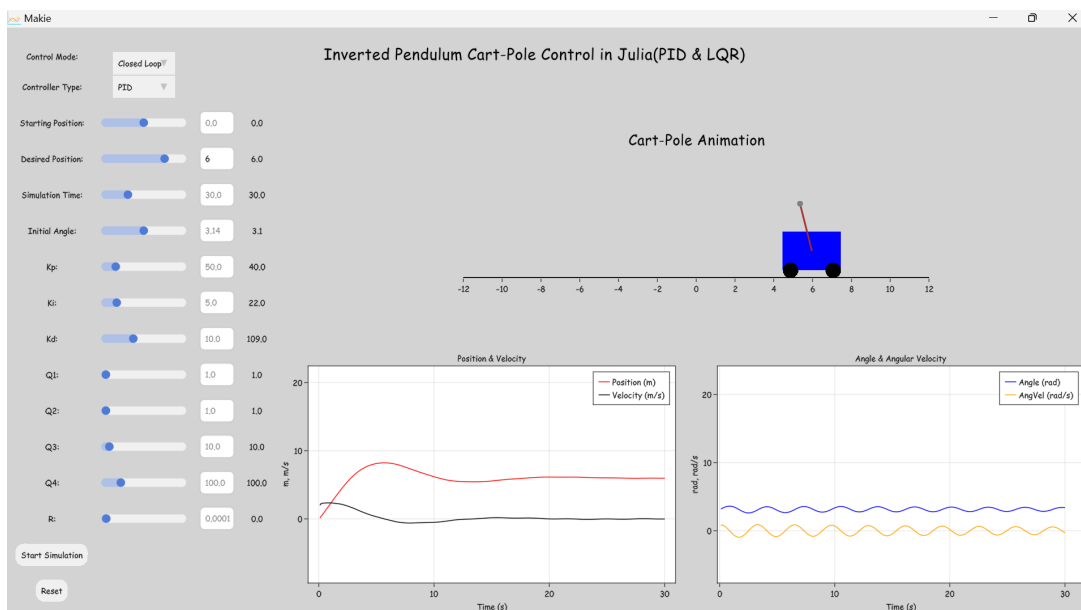 Makie
Inverted Pendulum Cart-Pole Control in Julia(PID & LQR)
Control Mode: Closed Loop
Controller Type: PID
Starting Position: 0.0 0.0
Desired Position: 6 6.0
Simulation Time: 30.0 30.0
Initial Angle: 3.14 3.1
Kp: 50.0 40.0
Ki: 5.0 22.0
Kd: 10.0 109.0
Q1: 1.0 1.0
Q2: 1.0 1.0
Q3: 10.0 10.0
Q4: 100.0 100.0
R: 0.0001 0.0
Start Simulation
Reset
Cart-Pole Animation
-12 -10 -8 -6 -4 -2 0 2 4 6 8 10 12
Position & Velocity
Position (m)
Velocity (m/s)
m, m/s
20
10
0
0 10 20 30
Time (s)
Angle & Angular Velocity
Angle (rad)
AngVel (rad/s)
rad, rad/s
20
10
0
0 10 20 30
Time (s)